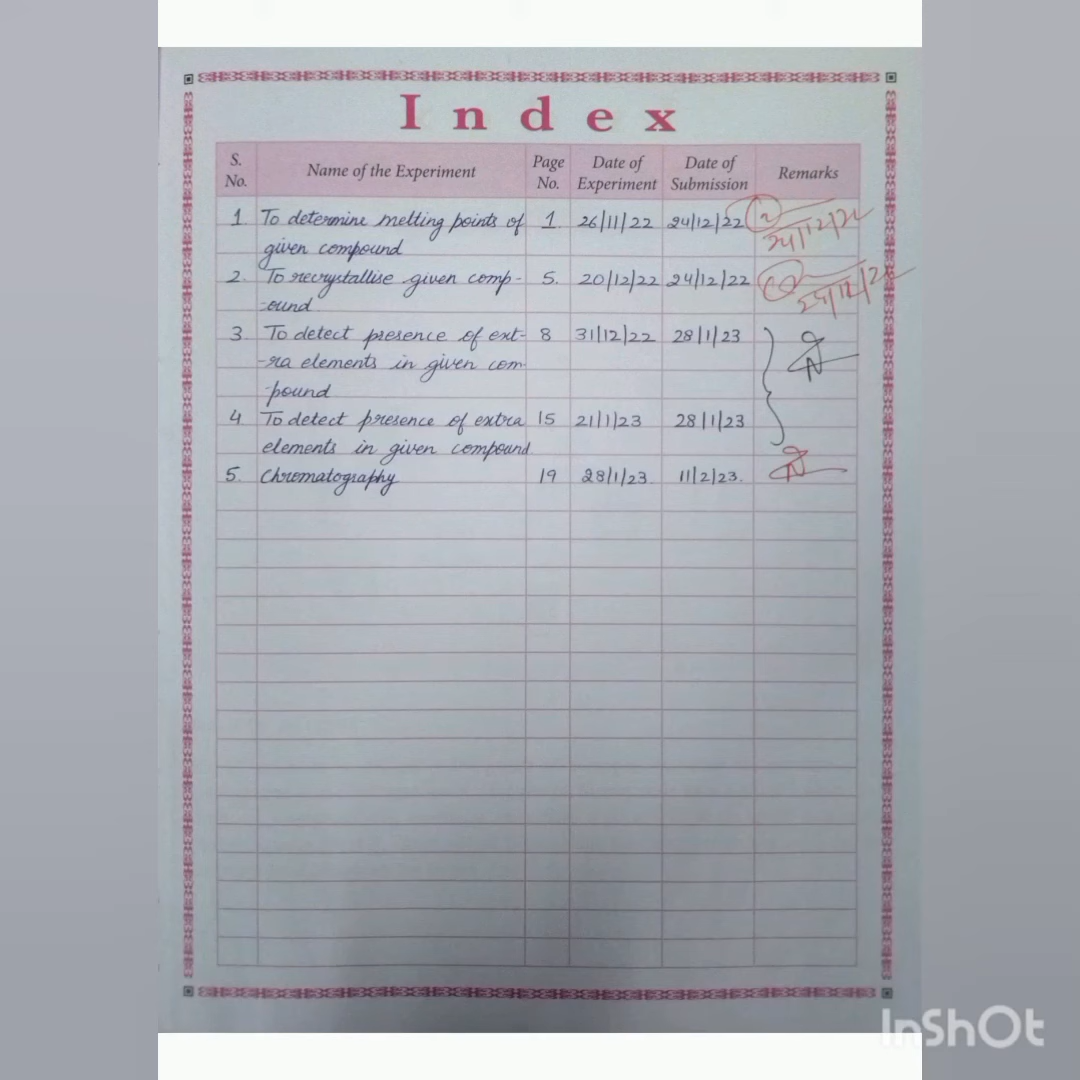 Index
S. No. Name of the Experiment Page No. Date of Experiment Date of Submission Remarks
1 To determine melting points of 1. 26/11/22 24/12/22
24/12/22
given compound
2. To recrystallise given comp- 5. 20/12/22 24/12/22
-ound
3. To detect presence of ext- 8 31/12/22 28/1/23
-ra elements in given com-
-pound
4. To detect presence of extra 15 21/1/23 28/1/23
elements in given compound
5. Chromatography 19 28/1/23 11/2/23.
InShOt